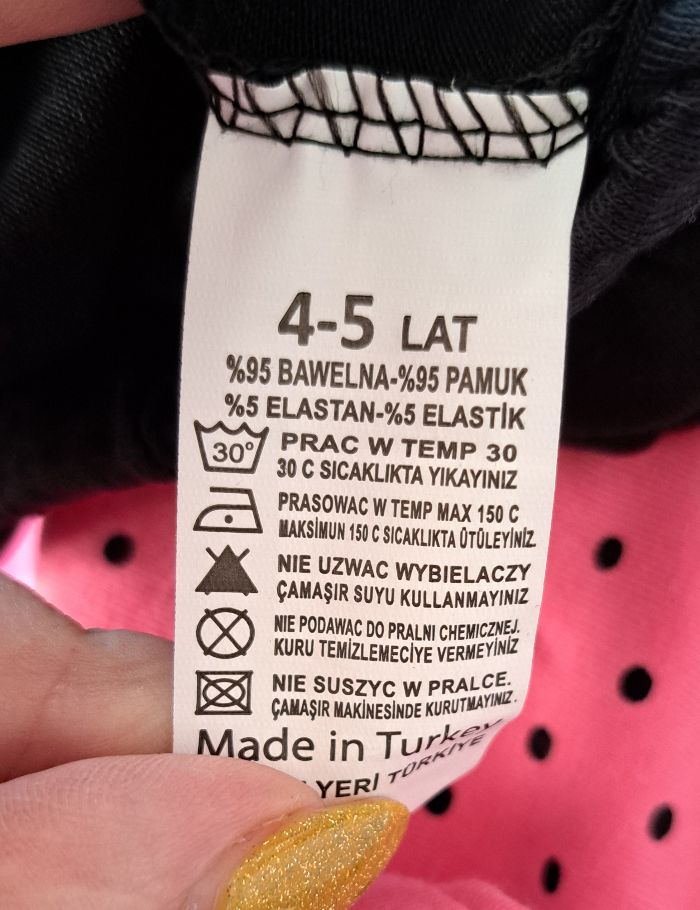 4-5 LAT
%95 BAWELNA-%95 PAMUK
%5 ELASTAN-%5 ELASTİK
30° PRAC W TEMP 30
30 C SICAKLIKTA YIKAYINIZ
PRASOWAC W TEMP MAX 150 C
MAKSİMUN 150 C SICAKLIKTA ÜTÜLEYİNİZ.
NIE UZWAC WYBIELACZY
ÇAMAŞIR SUYU KULLANMAYINIZ
NIE PODAWAC DO PRALNI CHEMICZNEJ.
KURU TEMİZLEMECİYE VERMEYİNİZ
NIE SUSZYC W PRALCE.
ÇAMAŞIR MAKİNESİNDE KURUTMAYINIZ.
Made in Turkey
YERİ TÜRKİYE